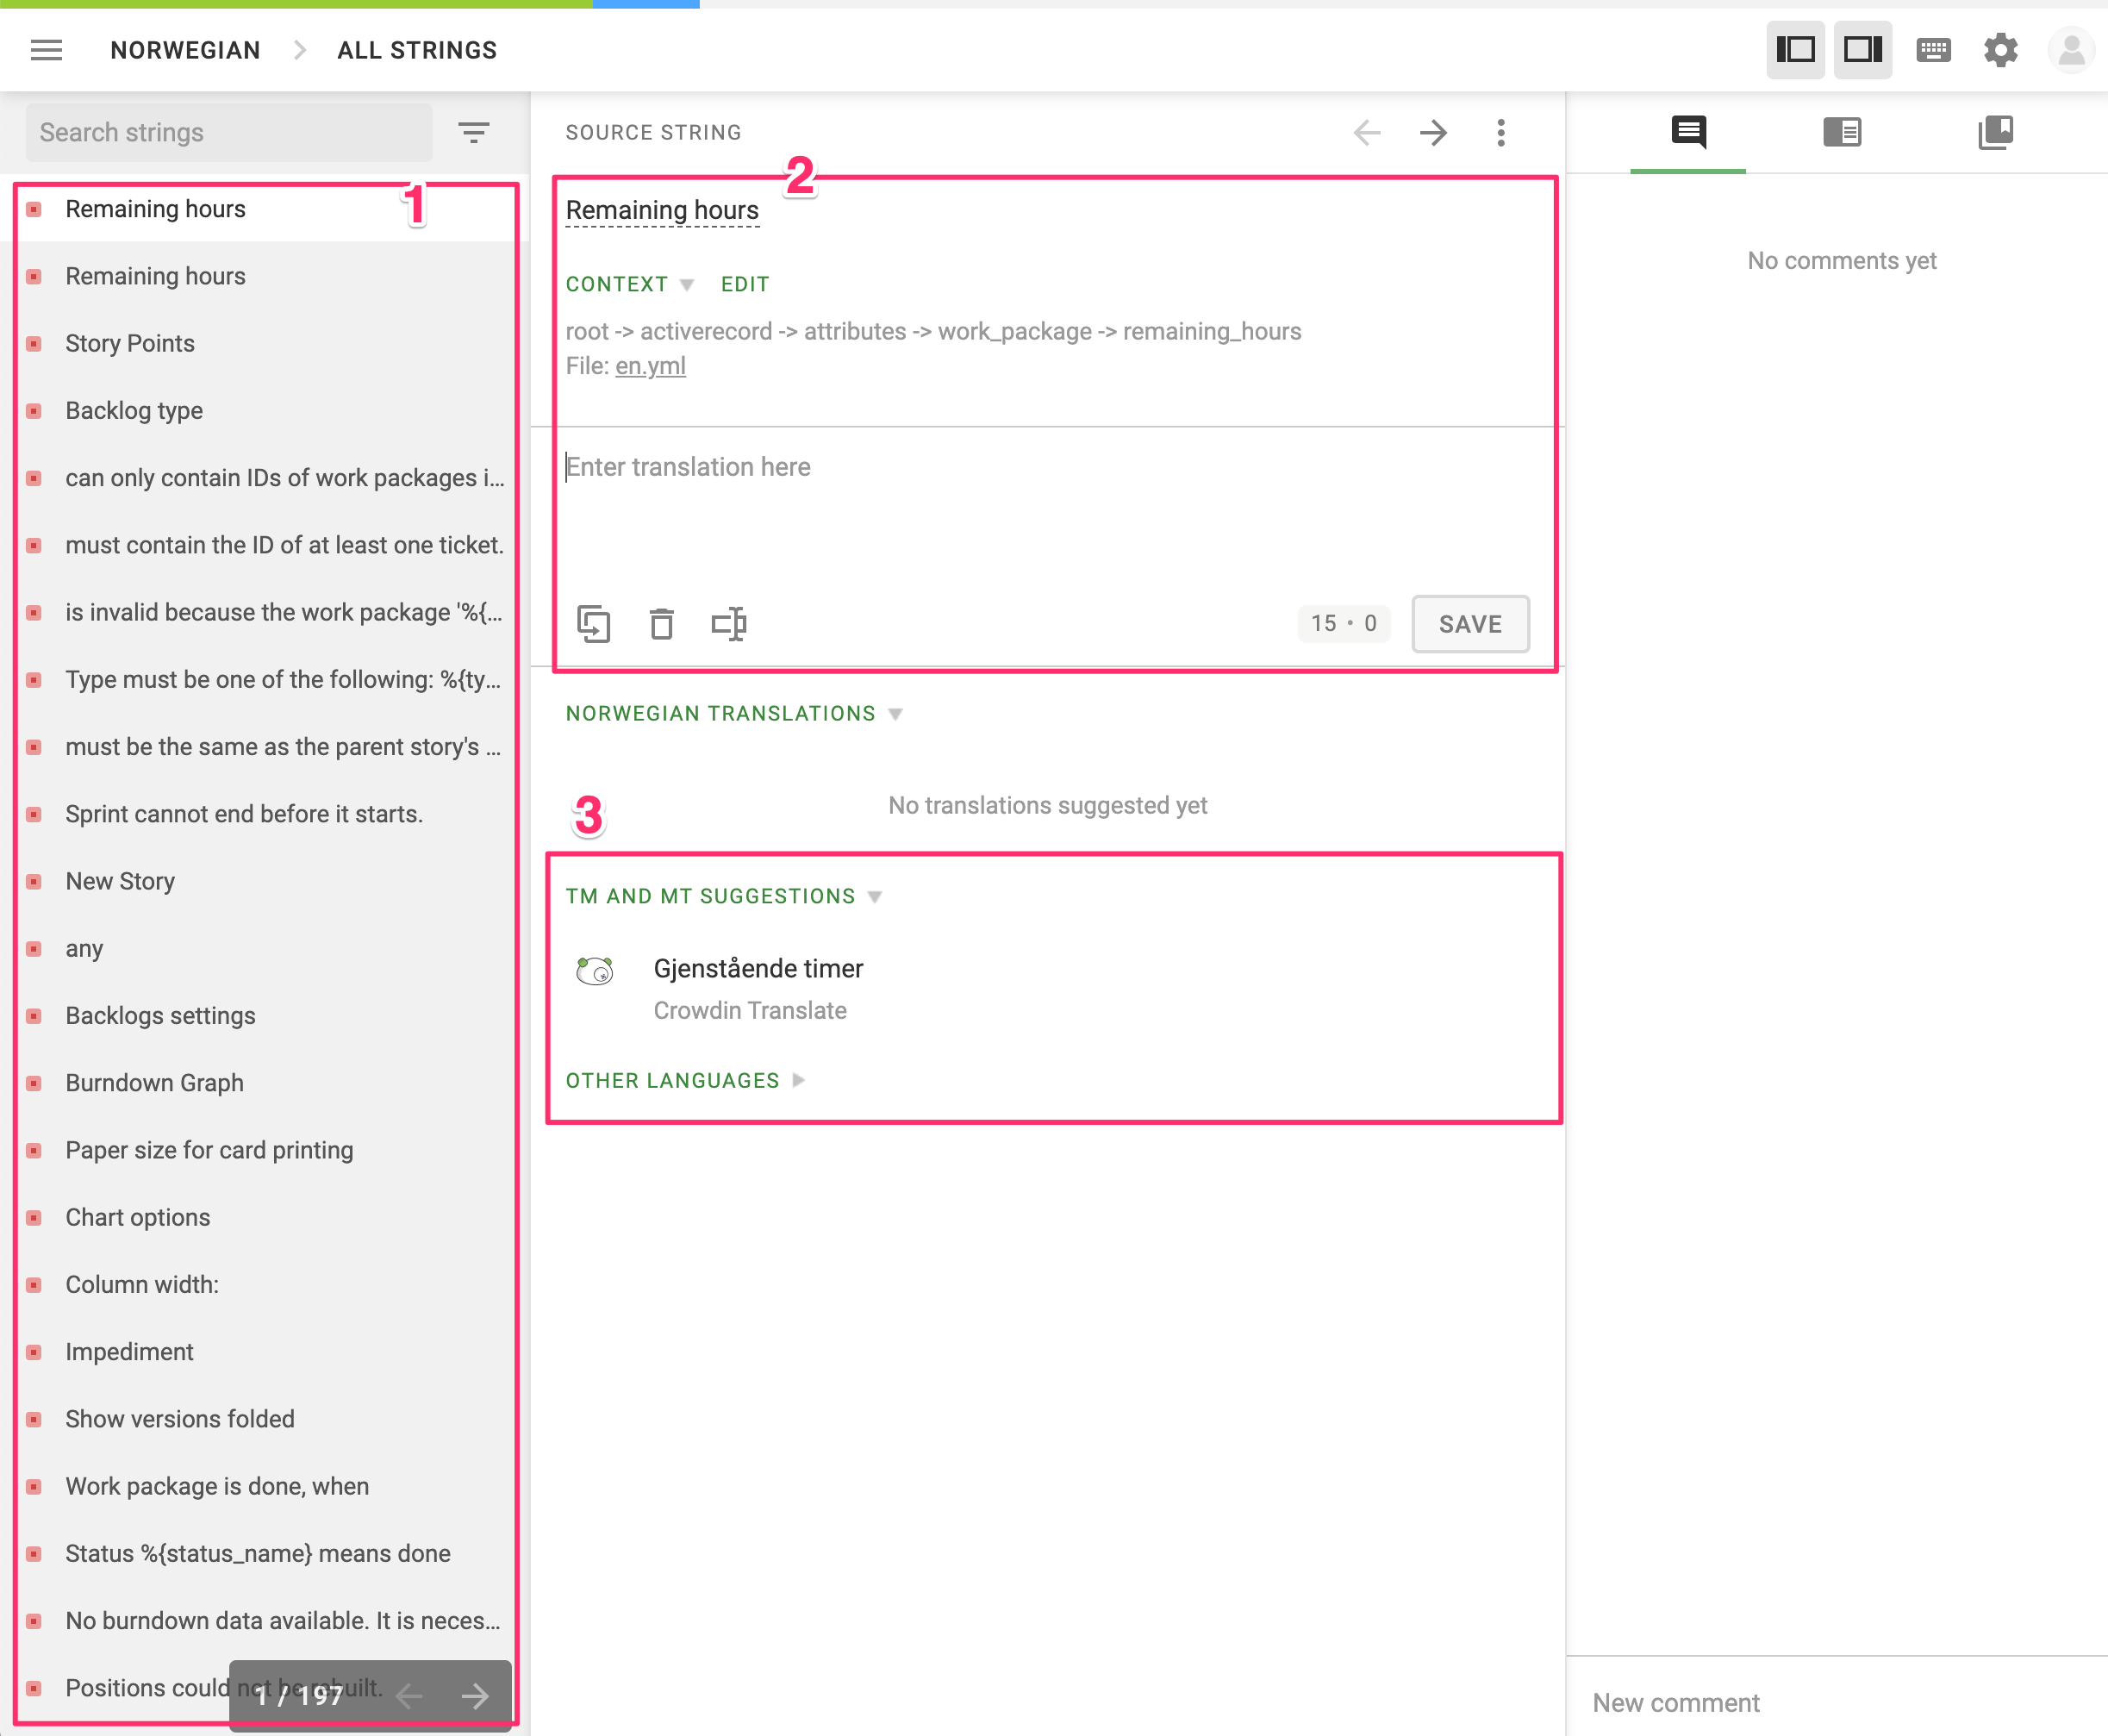 NORWEGIAN
ALL STRINGS
Search strings
1
Remaining hours
Remaining hours
Story Points
Backlog type
can only contain IDs of work packages i...
must contain the ID of at least one ticket.
is invalid because the work package '%{...
Type must be one of the following: %{ty...
must be the same as the parent story's ...
Sprint cannot end before it starts.
New Story
any
Backlogs settings
Burndown Graph
Paper size for card printing
Chart options
Column width:
Impediment
Show versions folded
Work package is done, when
Status %{status_name} means done
No burndown data available. It is neces...
Positions could not be rebuilt.
1 / 197
SOURCE STRING
2
Remaining hours
CONTEXT EDIT
root -> activerecord -> attributes -> work_package -> remaining_hours
File: en.yml
Enter translation here
15 • 0
SAVE
NORWEGIAN TRANSLATIONS
No translations suggested yet
3
TM AND MT SUGGESTIONS
Gjenstående timer
Crowdin Translate
OTHER LANGUAGES
No comments yet
New comment